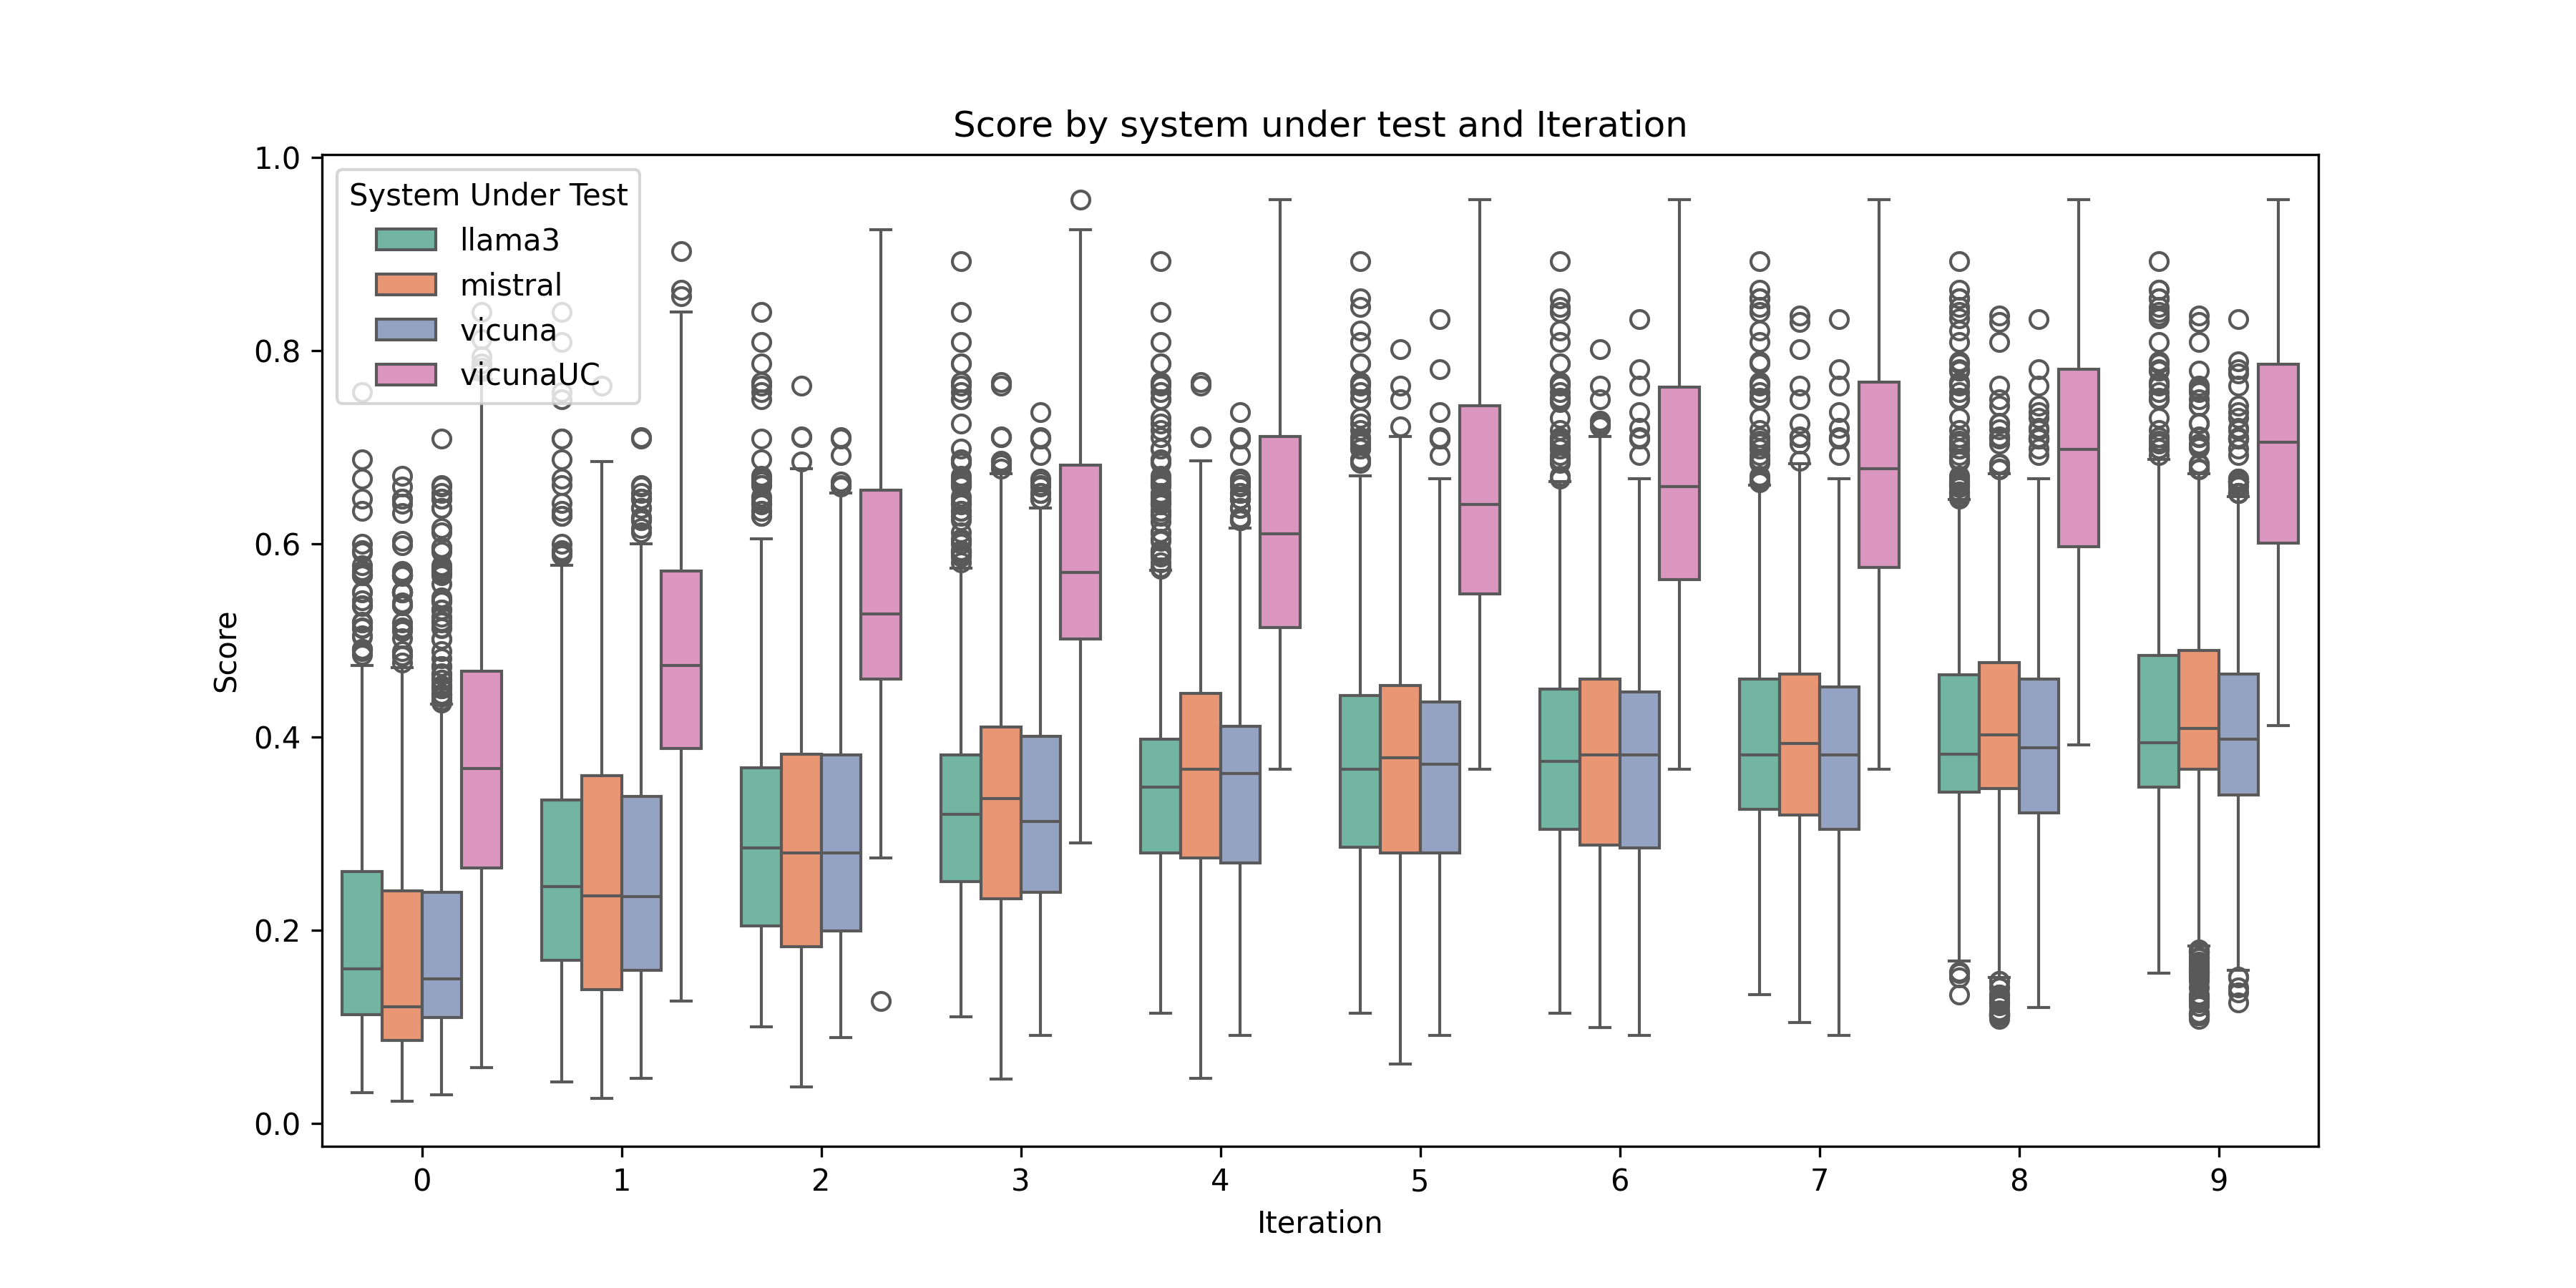 Score by system under test and Iteration
1.0
0.8
0.6
0.4
0.2
0.0
Score
System Under Test
llama3
mistral
vicuna
vicunaUC
0 1 2 3 4 5 6 7 8 9
Iteration